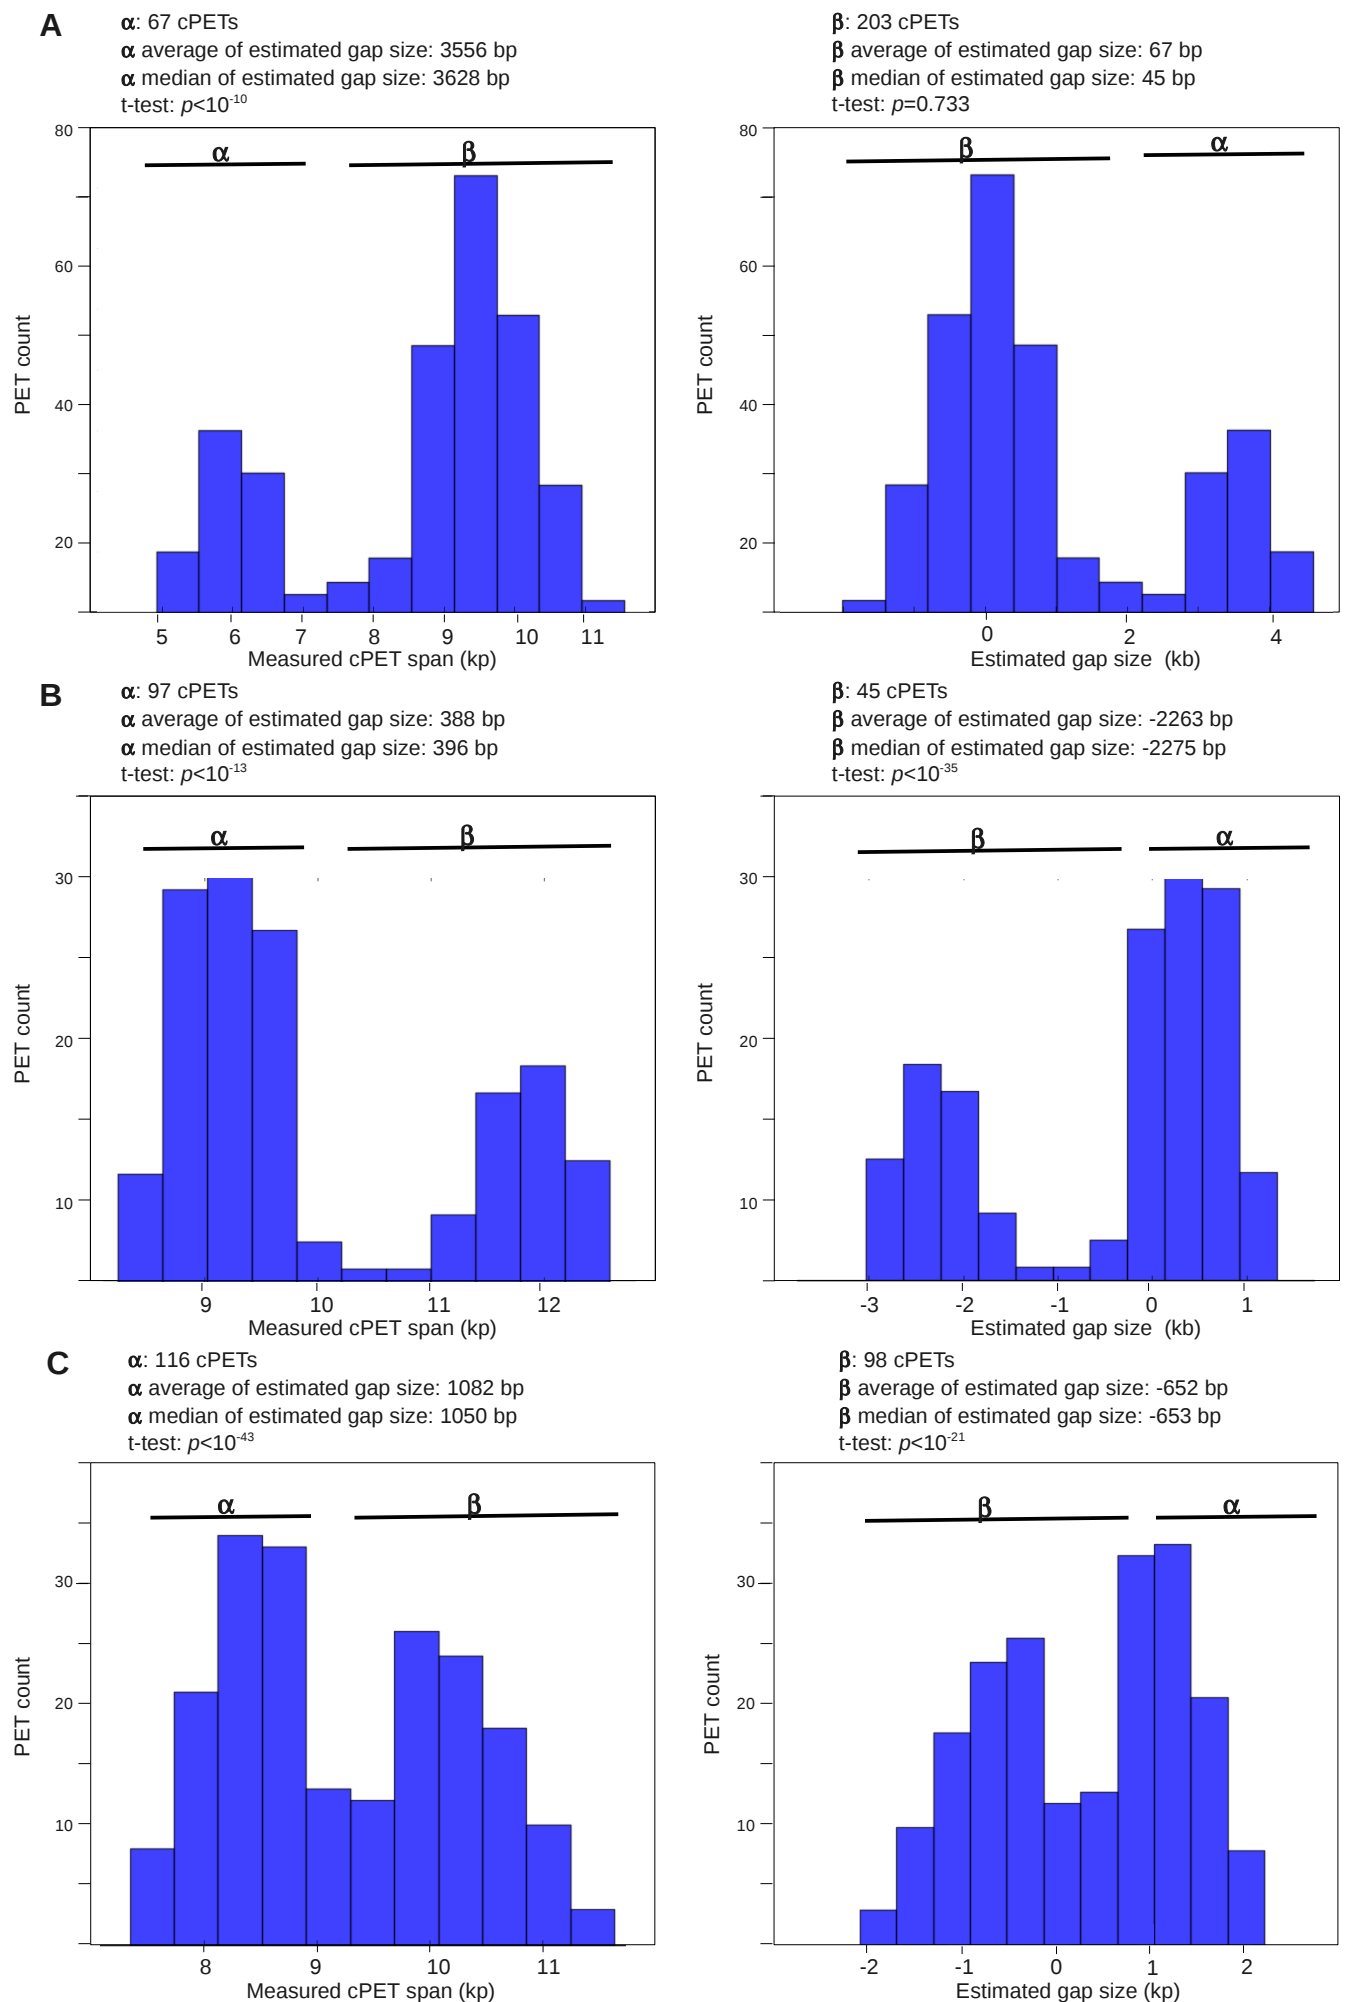 A
α: 67 cPETs
α average of estimated gap size: 3556 bp
α median of estimated gap size: 3628 bp
t-test: p<10-10
β: 203 cPETs
β average of estimated gap size: 67 bp
β median of estimated gap size: 45 bp
t-test: p=0.733
α
β
80
60
40
20
PET count
5 6 7 8 9 10 11
Measured cPET span (kp)
β
α
80
60
40
20
PET count
0 2 4
Estimated gap size (kb)
B
α: 97 cPETs
α average of estimated gap size: 388 bp
α median of estimated gap size: 396 bp
t-test: p<10-13
β: 45 cPETs
β average of estimated gap size: -2263 bp
β median of estimated gap size: -2275 bp
t-test: p<10-35
α
β
30
20
10
PET count
9 10 11 12
Measured cPET span (kp)
β
α
30
20
10
PET count
-3 -2 -1 0 1
Estimated gap size (kb)
C
α: 116 cPETs
α average of estimated gap size: 1082 bp
α median of estimated gap size: 1050 bp
t-test: p<10-43
β: 98 cPETs
β average of estimated gap size: -652 bp
β median of estimated gap size: -653 bp
t-test: p<10-21
α
β
30
20
10
PET count
8 9 10 11
Measured cPET span (kp)
β
α
30
20
10
PET count
-2 -1 0 1 2
Estimated gap size (kp)